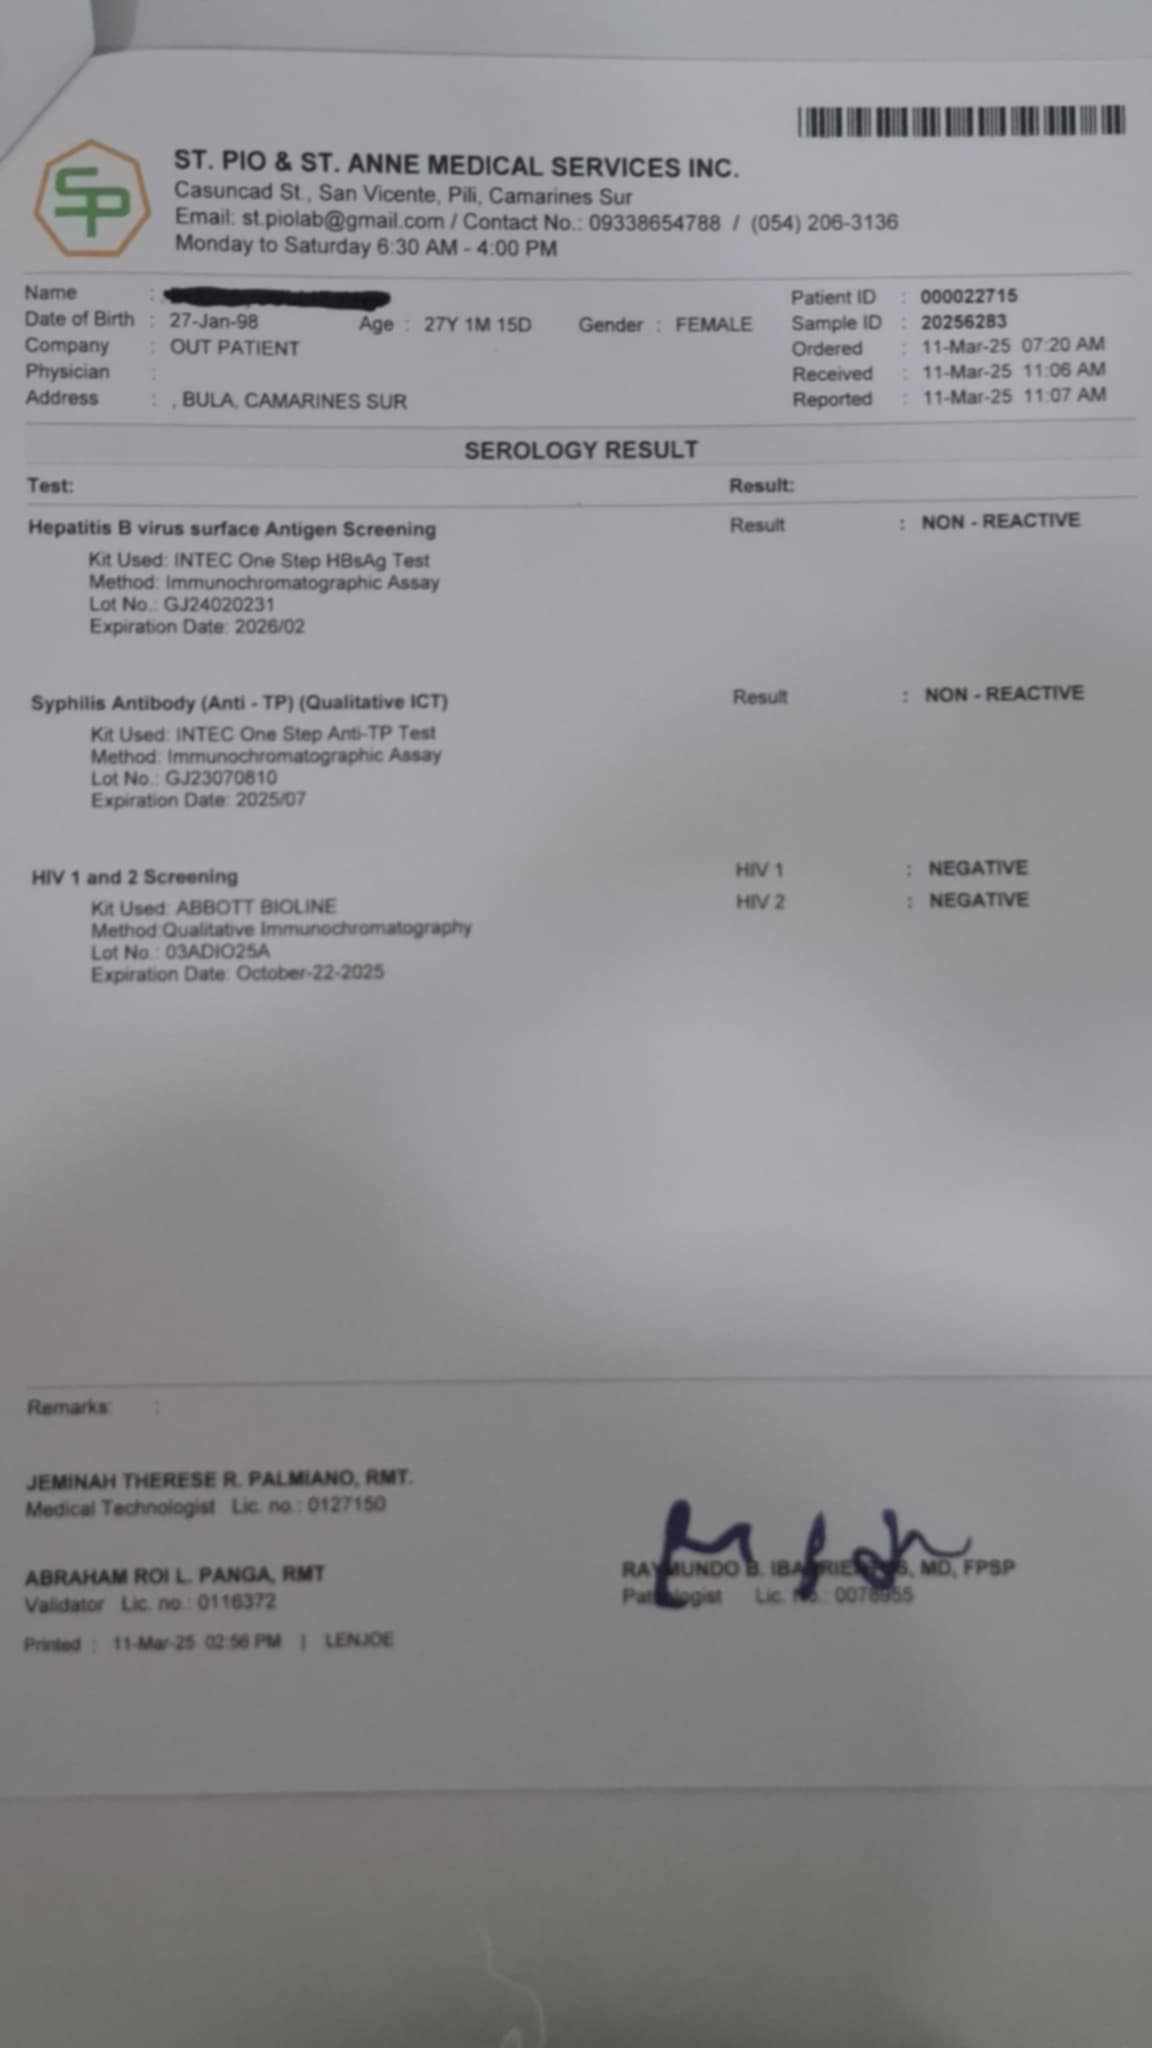 SP
ST. PIO & ST. ANNE MEDICAL SERVICES INC.
Casuncad St., San Vicente, Pili, Camarines Sur
Email: st.piolab@gmail.com / Contact No.: 09338654788 / (054) 206-3136
Monday to Saturday 6:30 AM - 4:00 PM
Name :
Date of Birth : 27-Jan-98 Age : 27Y 1M 15D Gender : FEMALE
Company : OUT PATIENT
Physician :
Address : , BULA, CAMARINES SUR
Patient ID : 000022715
Sample ID : 20256283
Ordered : 11-Mar-25 07:20 AM
Received : 11-Mar-25 11:06 AM
Reported : 11-Mar-25 11:07 AM
SEROLOGY RESULT
Test: Result:
Hepatitis B virus surface Antigen Screening Result : NON - REACTIVE
Kit Used: INTEC One Step HBsAg Test
Method: Immunochromatographic Assay
Lot No.: GJ24020231
Expiration Date: 2026/02
Syphilis Antibody (Anti - TP) (Qualitative ICT) Result : NON - REACTIVE
Kit Used: INTEC One Step Anti-TP Test
Method: Immunochromatographic Assay
Lot No.: GJ23070810
Expiration Date: 2025/07
HIV 1 and 2 Screening HIV 1 : NEGATIVE
HIV 2 : NEGATIVE
Kit Used: ABBOTT BIOLINE
Method:Qualitative Immunochromatography
Lot No.: 03ADIO25A
Expiration Date: October-22-2025
Remarks: :
JEMINAH THERESE R. PALMIANO, RMT.
Medical Technologist Lic. no.: 0127150
ABRAHAM ROI L. PANGA, RMT
Validator Lic. no.: 0116372
RAYMUNDO B. MD, FPSP
Pathologist Lic. No.:
Printed : 11-Mar-25 02:56 PM | LENJOE